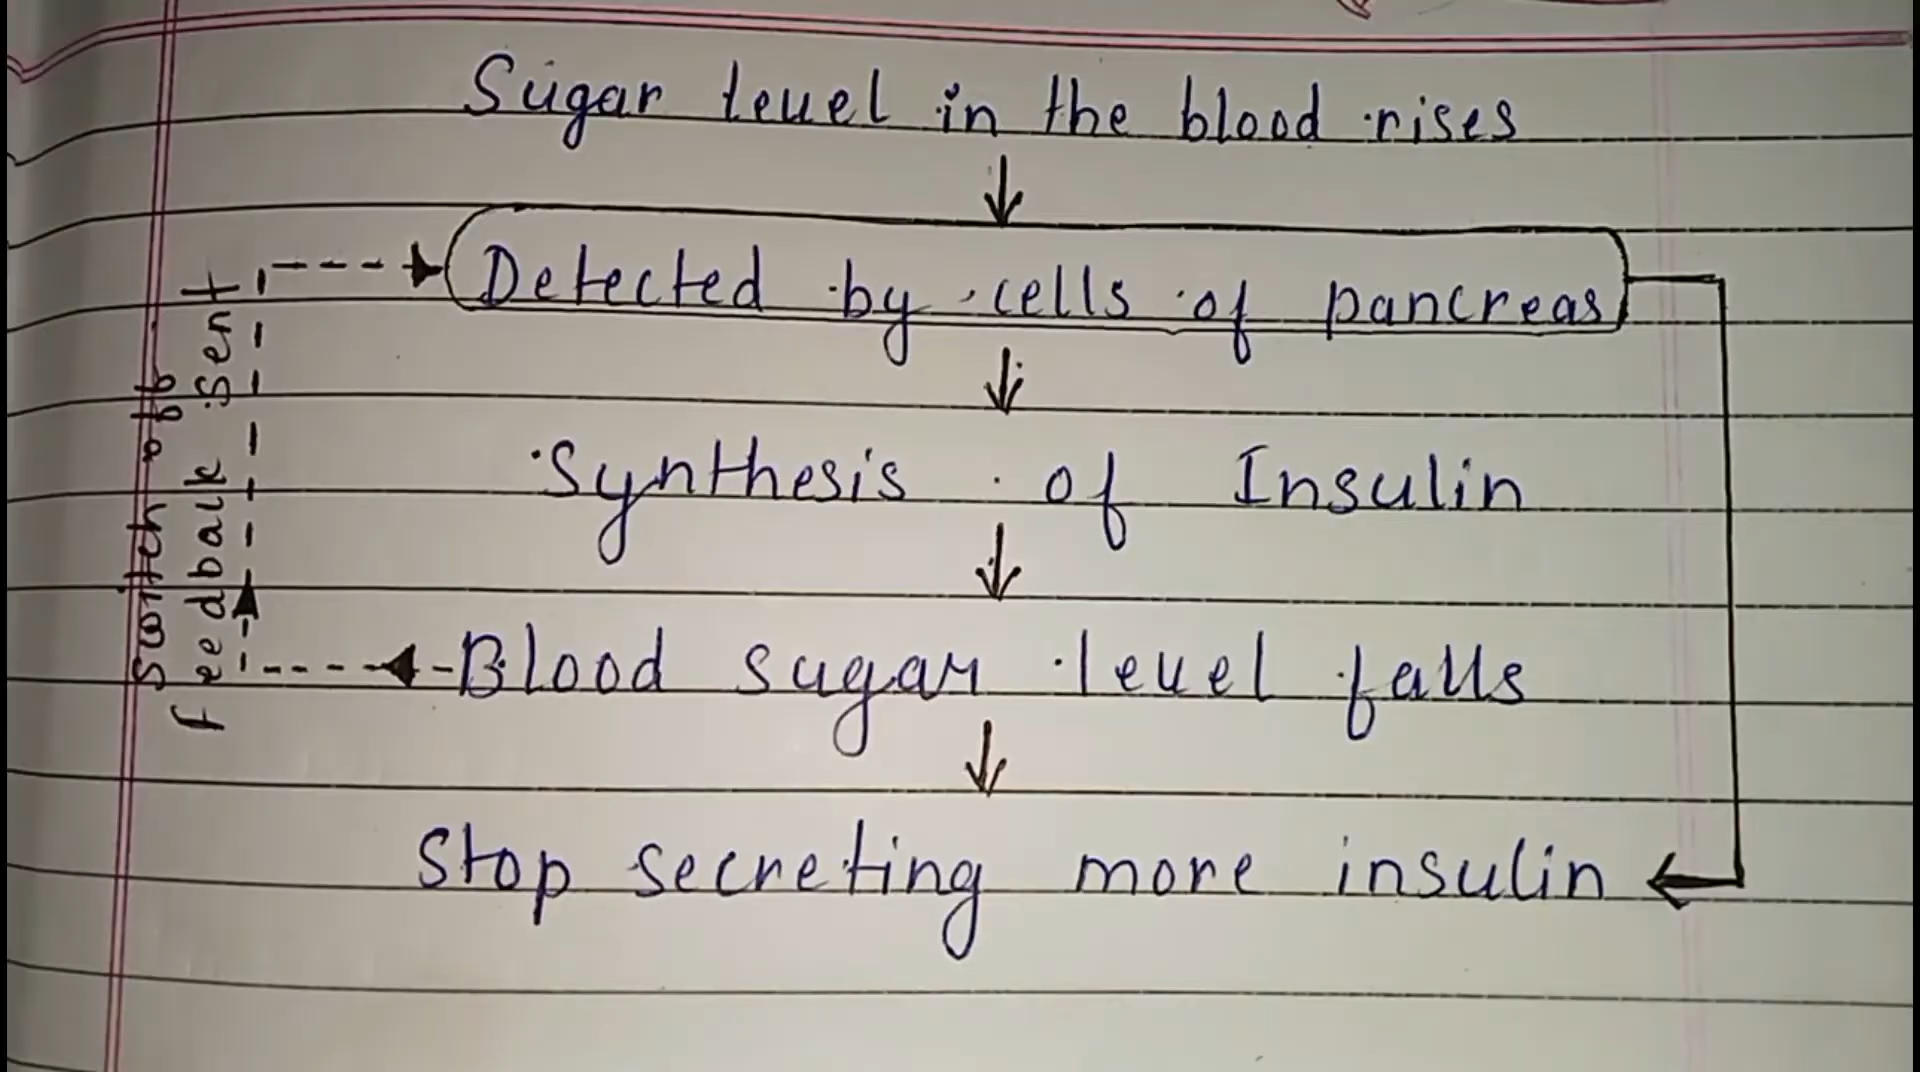 Sugar level in the blood rises
Detected by cells of pancreas
Synthesis of Insulin
Blood sugar level falls
Stop secreting more insulin
switch off
feedback sent